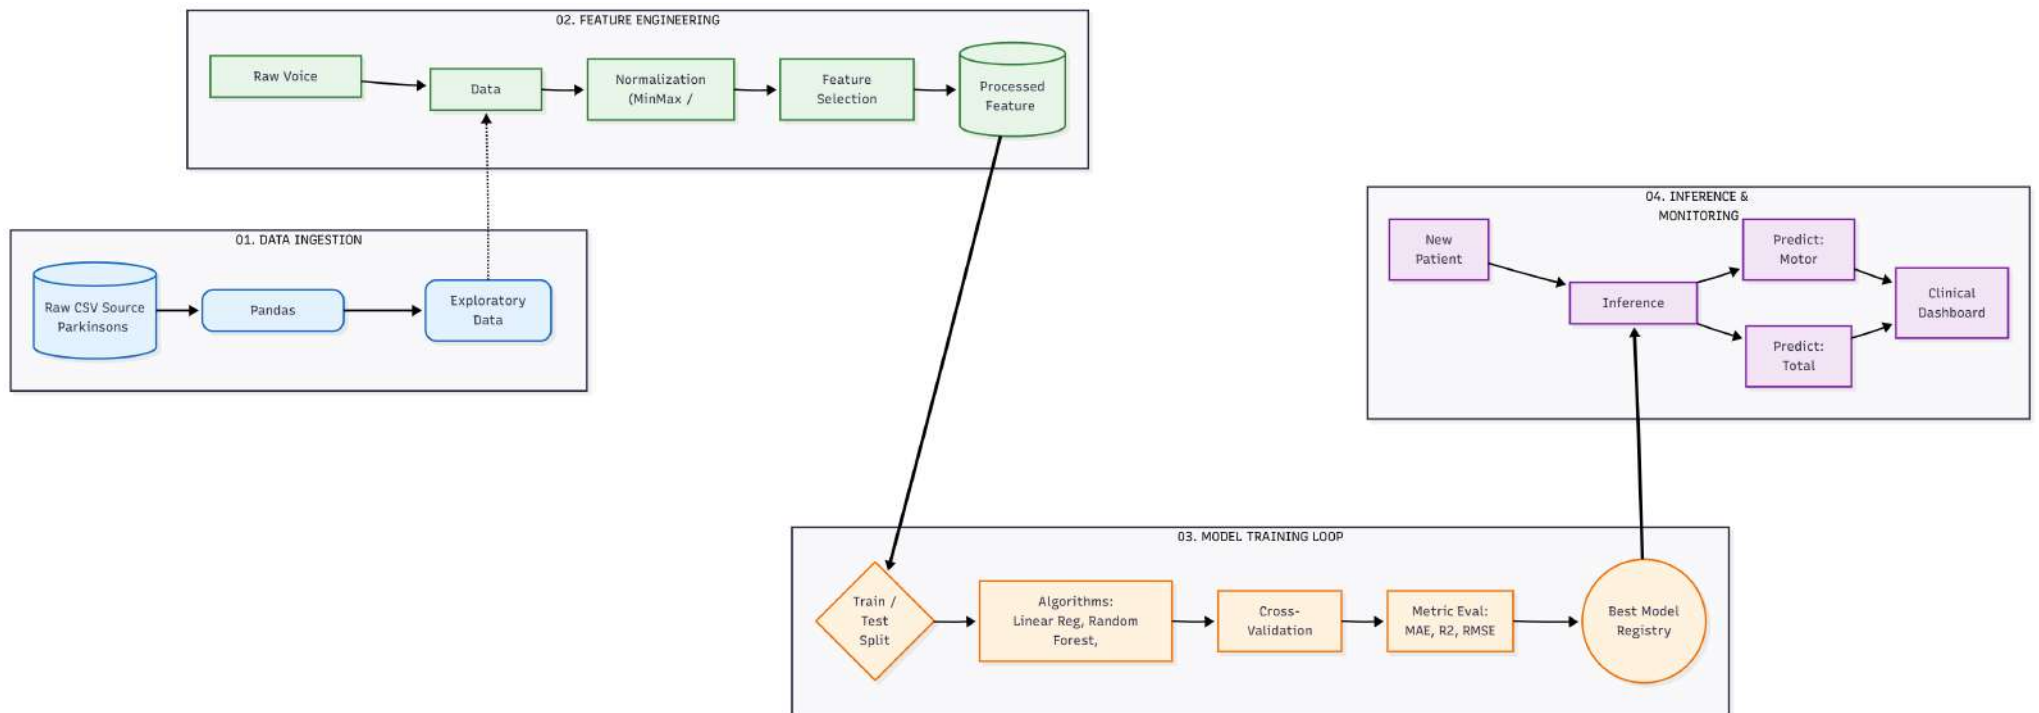 02. FEATURE ENGINEERING
Raw Voice
Data
Normalization
(MinMax /
Feature
Selection
Processed
Feature
01. DATA INGESTION
Raw CSV Source
Parkinsons
Pandas
Exploratory
Data
04. INFERENCE &
MONITORING
New
Patient
Inference
Predict:
Motor
Predict:
Total
Clinical
Dashboard
03. MODEL TRAINING LOOP
Train /
Test
Split
Algorithms:
Linear Reg, Random
Forest,
Cross-
Validation
Metric Eval:
MAE, R2, RMSE
Best Model
Registry